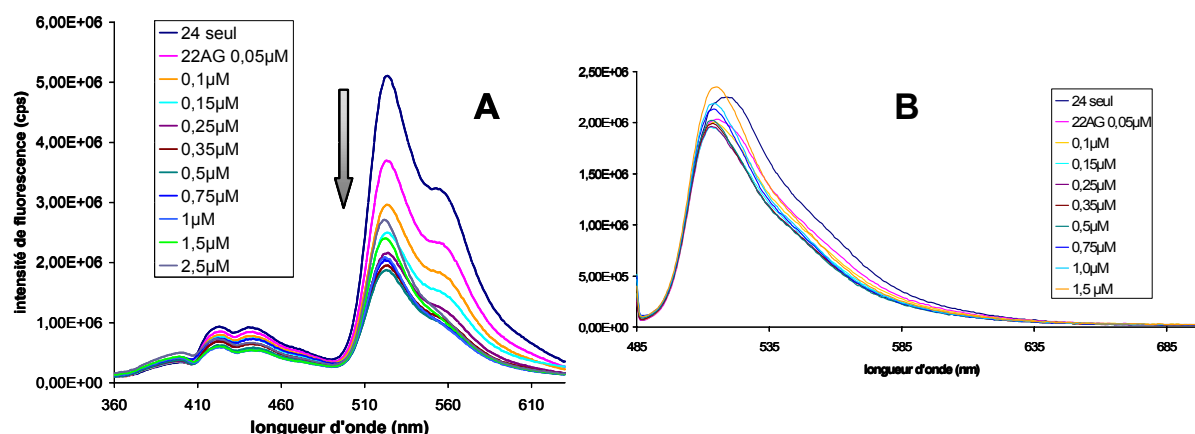 6,00E+06
5,00E+06
4,00E+06
3,00E+06
2,00E+06
1,00E+06
0,00E+00
intensité de fluorescence (cps)
24 seul
22AG 0,05µM
0,1µM
0,15µM
0,25µM
0,35µM
0,5µM
0,75µM
1µM
1,5µM
2,5µM
A
360 410 460 510 560 610
longueur d'onde (nm)
2,50E+06
2,00E+06
1,50E+06
1,00E+06
5,00E+05
0,00E+00
B
24 seul
22AG 0,05µM
0,1µM
0,15µM
0,25µM
0,35µM
0,5µM
0,75µM
1,0µM
1,5 µM
485 535 585 635 685
longueur d'onde (nm)